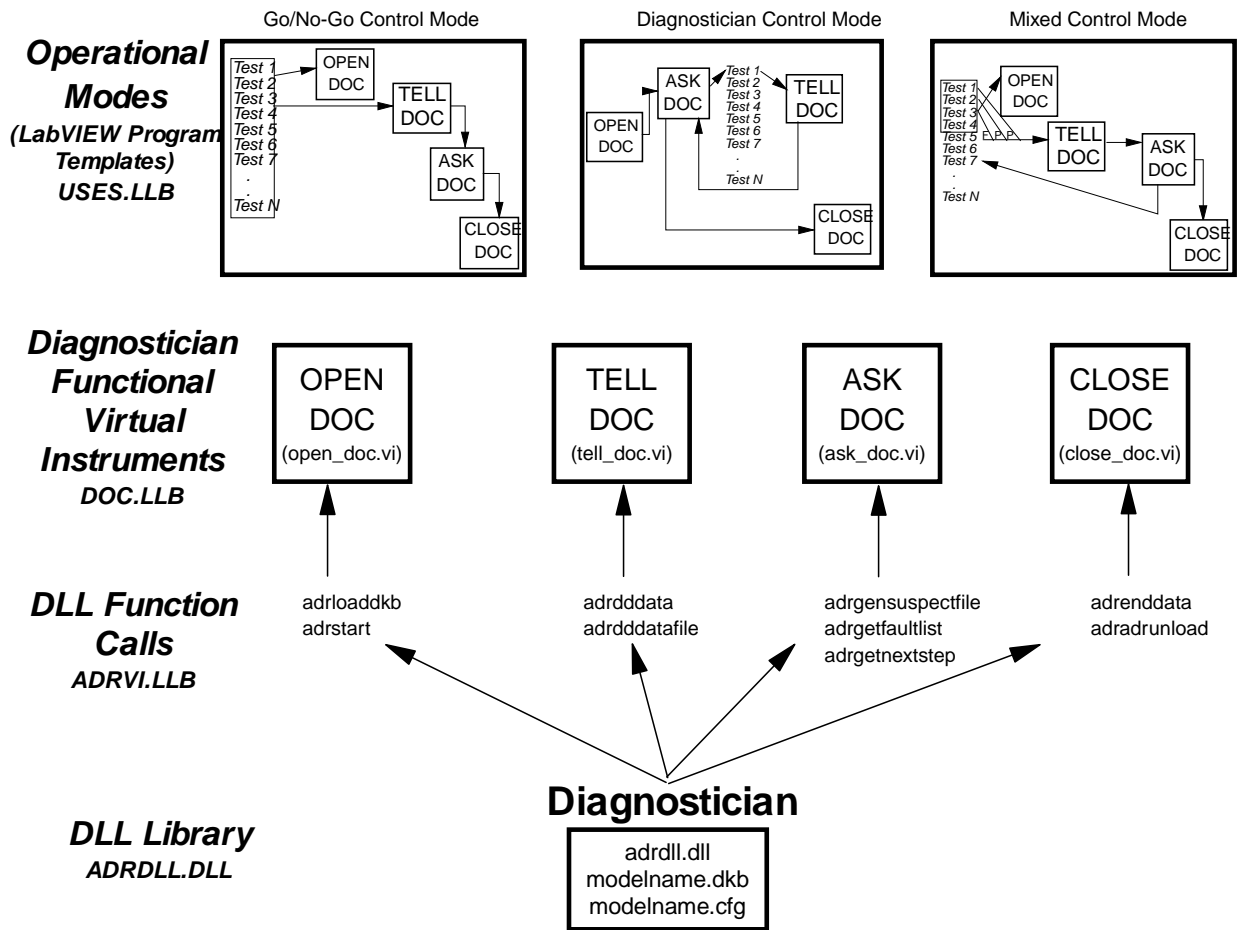 Go/No-Go Control Mode
Diagnostician Control Mode
Mixed Control Mode
Operational
Modes
(LabVIEW Program
Templates)
USES.LLB
Test 1
Test 2
Test 3
Test 4
Test 5
Test 6
Test 7
.
.
Test N
OPEN
DOC
TELL
DOC
ASK
DOC
CLOSE
DOC
OPEN
DOC
ASK
DOC
Test 1
Test 2
Test 3
Test 4
Test 5
Test 6
Test 7
.
.
Test N
TELL
DOC
CLOSE
DOC
Test 1
Test 2
Test 3
Test 4
Test 5
Test 6
Test 7
.
.
Test N
OPEN
DOC
F P P
TELL
DOC
ASK
DOC
CLOSE
DOC
Diagnostician
Functional
Virtual
Instruments
DOC.LLB
OPEN
DOC
(open_doc.vi)
TELL
DOC
(tell_doc.vi)
ASK
DOC
(ask_doc.vi)
CLOSE
DOC
(close_doc.vi)
DLL Function
Calls
ADRVI.LLB
adrloaddkb
adrstart
adrdddata
adrdddatafile
adrgensuspectfile
adrgetfaultlist
adrgetnextstep
adrenddata
adradrunload
Diagnostician
DLL Library
ADRDLL.DLL
adrdll.dll
modelname.dkb
modelname.cfg